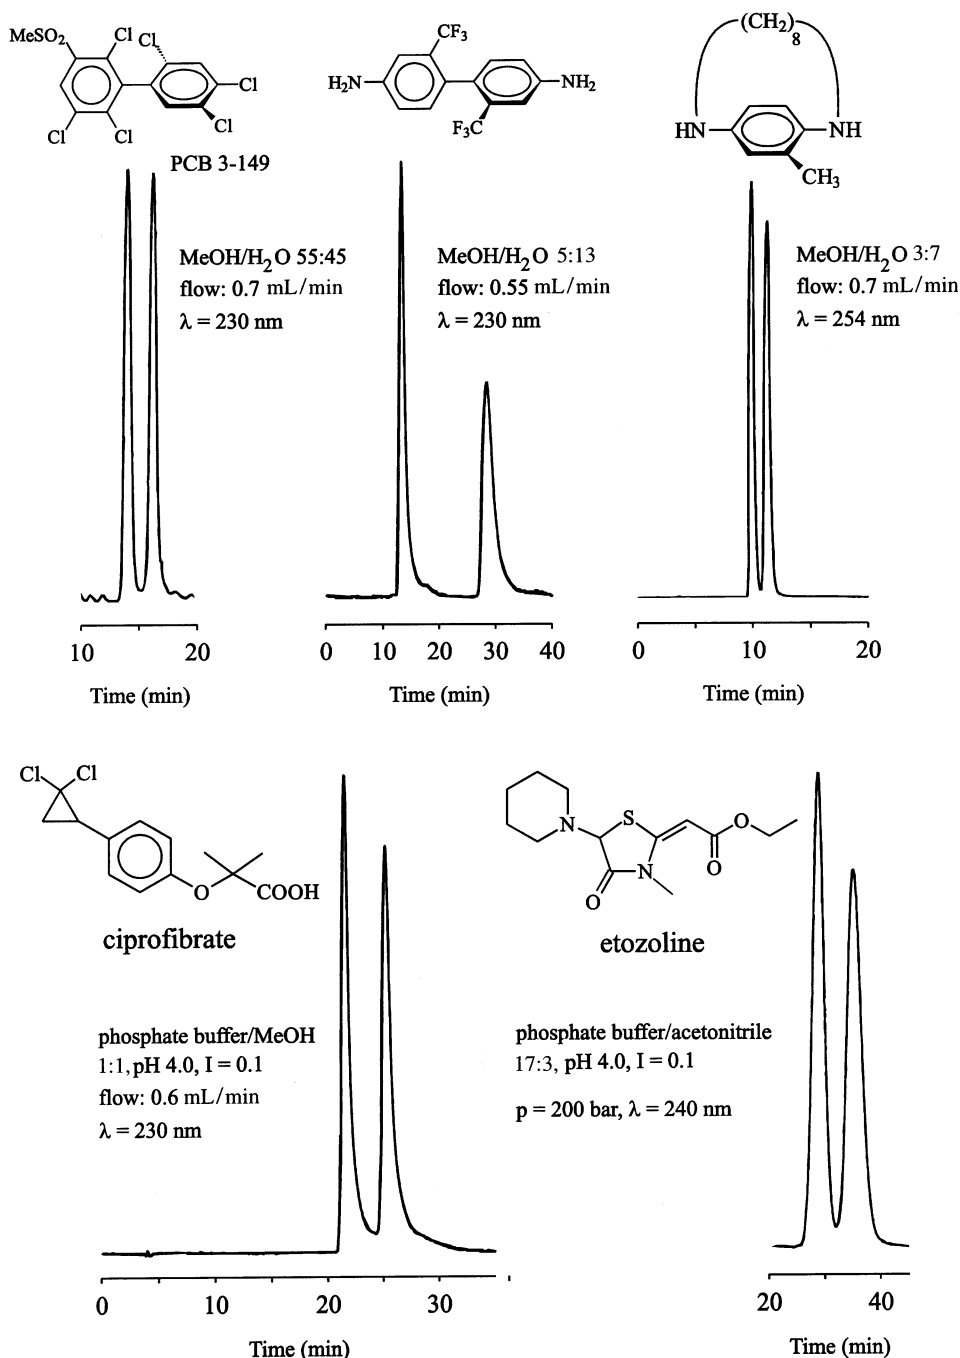 MeSO2
Cl
Cl
Cl
Cl
Cl
Cl
PCB 3-149
MeOH/H2O 55:45
flow: 0.7 mL/min
λ = 230 nm
10 20
Time (min)
CF3
H2N
NH2
F3C
MeOH/H2O 5:13
flow: 0.55 mL/min
λ = 230 nm
0 10 20 30 40
Time (min)
(CH2)8
HN
NH
CH3
MeOH/H2O 3:7
flow: 0.7 mL/min
λ = 254 nm
0 10 20
Time (min)
Cl Cl
O
COOH
ciprofibrate
phosphate buffer/MeOH
1:1, pH 4.0, I = 0.1
flow: 0.6 mL/min
λ = 230 nm
0 10 20 30
Time (min)
N
S
O
O
N
O
etozoline
phosphate buffer/acetonitrile
17:3, pH 4.0, I = 0.1
p = 200 bar, λ = 240 nm
20 40
Time (min)